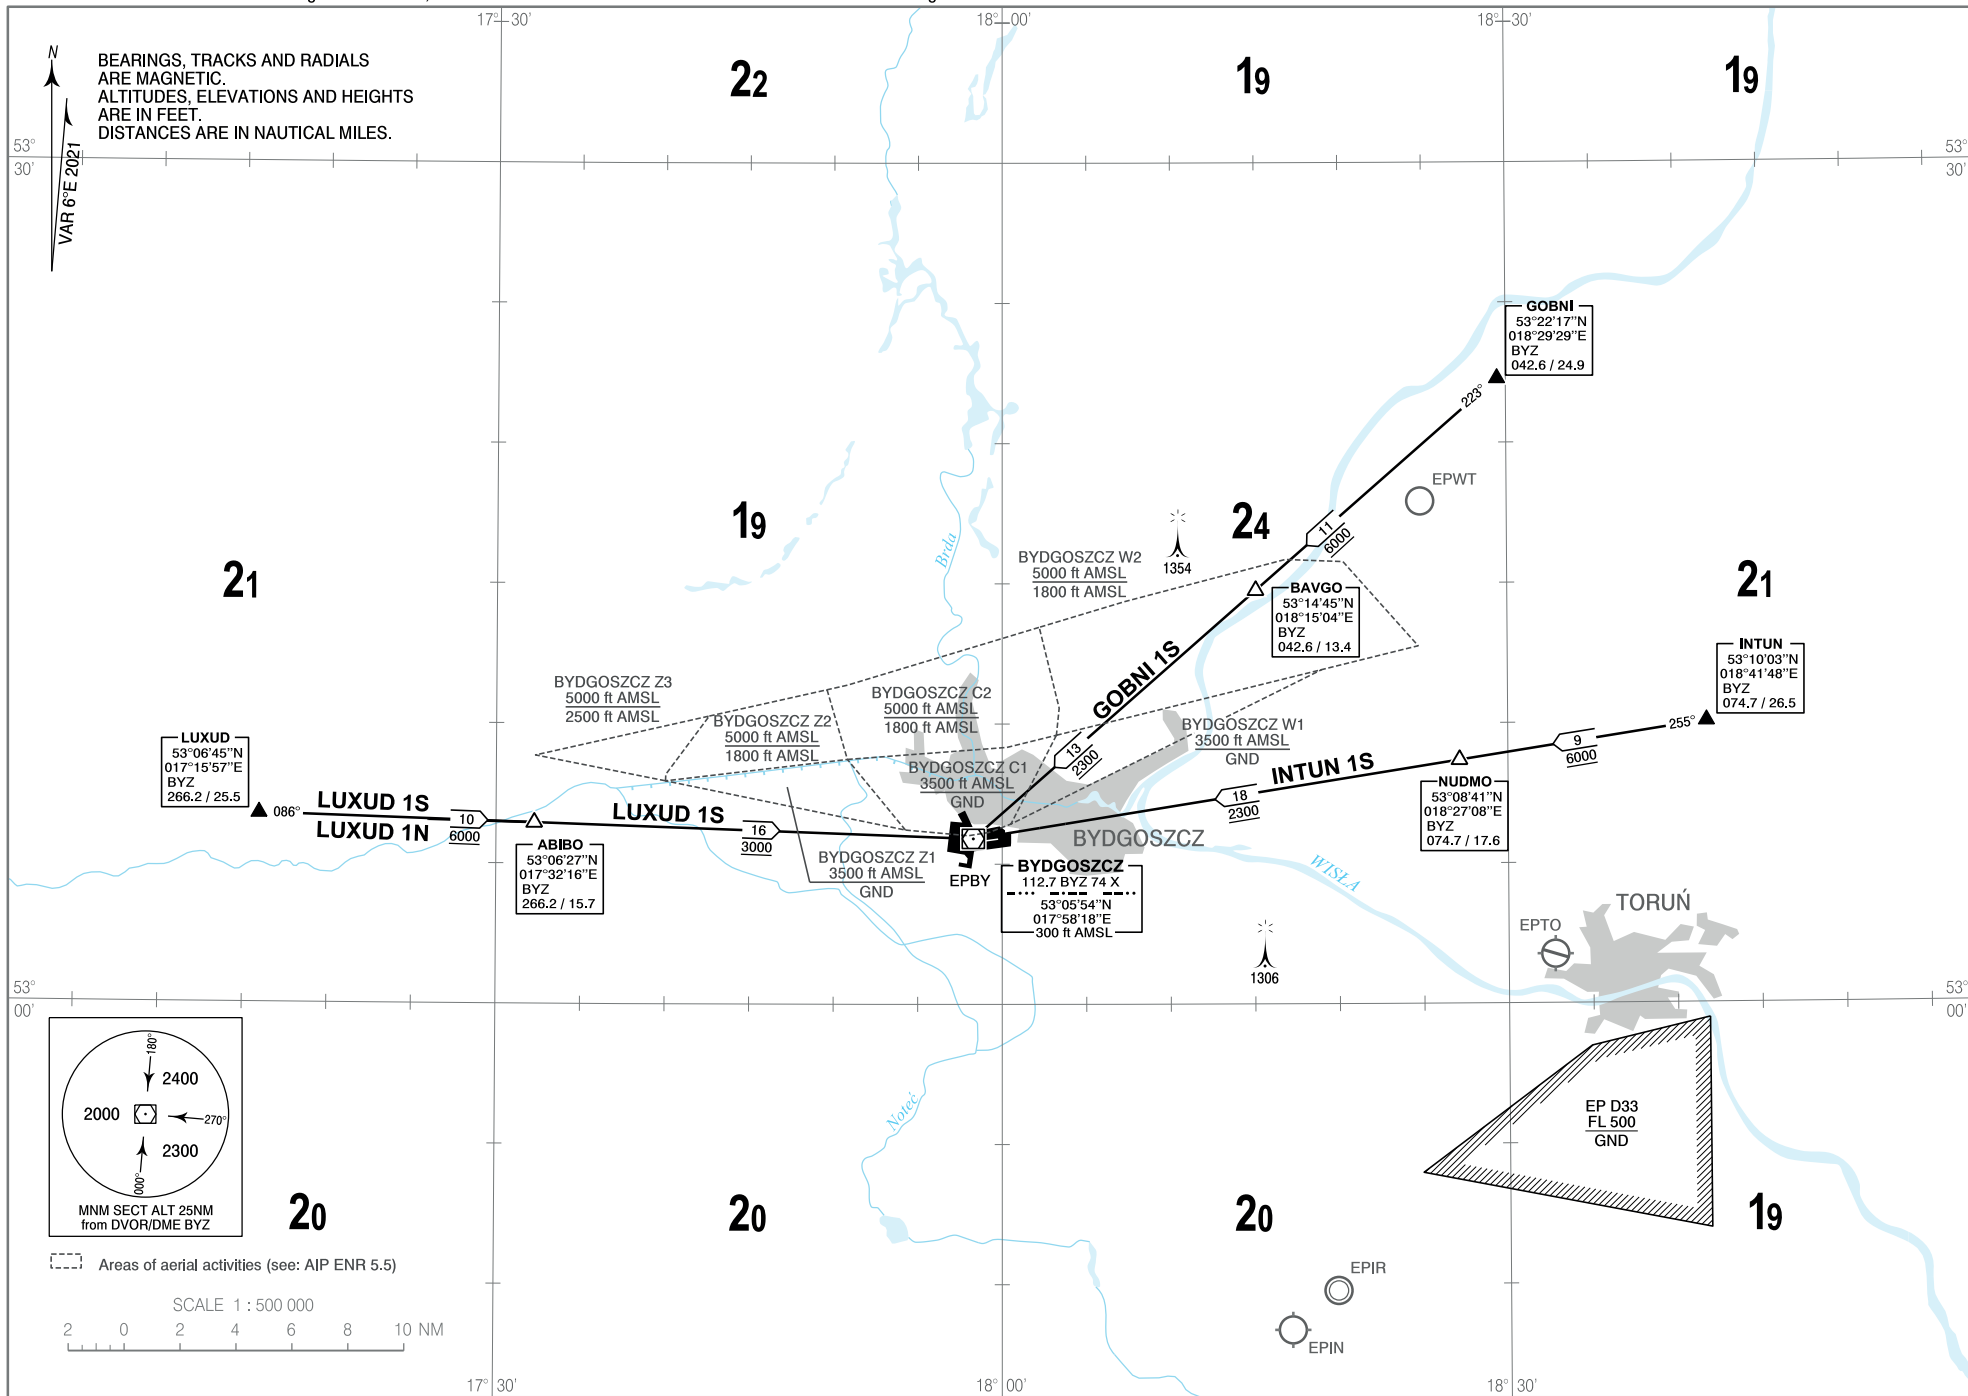 17° 30'
18° 00'
18° 30'
N
VAR 6°E 2021
BEARINGS, TRACKS AND RADIALS
ARE MAGNETIC.
ALTITUDES, ELEVATIONS AND HEIGHTS
ARE IN FEET.
DISTANCES ARE IN NAUTICAL MILES.
22
19
19
53°
30'
53°
30'
GOBNI
53°22'17''N
018°29'29''E
BYZ
042.6 / 24.9
223°
EPWT
11
6000
19
24
21
21
Brda
1354
BYDGOSZCZ W2
5000 ft AMSL
1800 ft AMSL
BAVGO
53°14'45''N
018°15'04''E
BYZ
042.6 / 13.4
GOBNI 1S
13
2300
INTUN
53°10'03''N
018°41'48''E
BYZ
074.7 / 26.5
255°
9
6000
BYDGOSZCZ Z3
5000 ft AMSL
2500 ft AMSL
BYDGOSZCZ Z2
5000 ft AMSL
1800 ft AMSL
BYDGOSZCZ C2
5000 ft AMSL
1800 ft AMSL
BYDGOSZCZ W1
3500 ft AMSL
GND
BYDGOSZCZ C1
3500 ft AMSL
GND
INTUN 1S
18
2300
NUDMO
53°08'41''N
018°27'08''E
BYZ
074.7 / 17.6
LUXUD
53°06'45''N
017°15'57''E
BYZ
266.2 / 25.5
086°
LUXUD 1S
LUXUD 1N
10
6000
LUXUD 1S
16
3000
ABIBO
53°06'27''N
017°32'16''E
BYZ
266.2 / 15.7
BYDGOSZCZ Z1
3500 ft AMSL
GND
EPBY
BYDGOSZCZ
BYDGOSZCZ
112.7 BYZ 74 X
53°05'54''N
017°58'18''E
300 ft AMSL
WISŁA
1306
TORUŃ
EPTO
53°
00'
53°
00'
180°
2400
2000
270°
2300
000°
MNM SECT ALT 25NM
from DVOR/DME BYZ
Noteć
EP D33
FL 500
GND
20
20
20
19
Areas of aerial activities (see: AIP ENR 5.5)
SCALE 1 : 500 000
2 0 2 4 6 8 10 NM
EPIR
EPIN
17° 30'
18° 00'
18° 30'